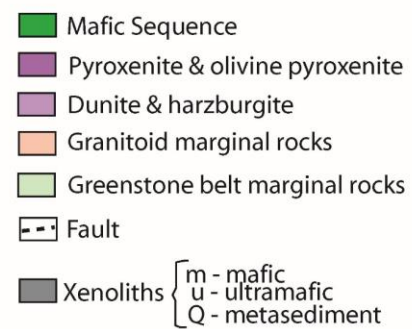 Mafic Sequence
Pyroxenite & olivine pyroxenite
Dunite & harzburgite
Granitoid marginal rocks
Greenstone belt marginal rocks
Fault
Xenoliths
m - mafic
u - ultramafic
Q - metasediment